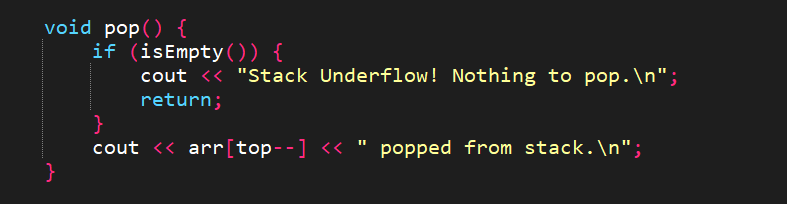 void pop() {
    if (isEmpty()) {
        cout << "Stack Underflow! Nothing to pop.\n";
        return;
    }
    cout << arr[top--] << " popped from stack.\n";
}